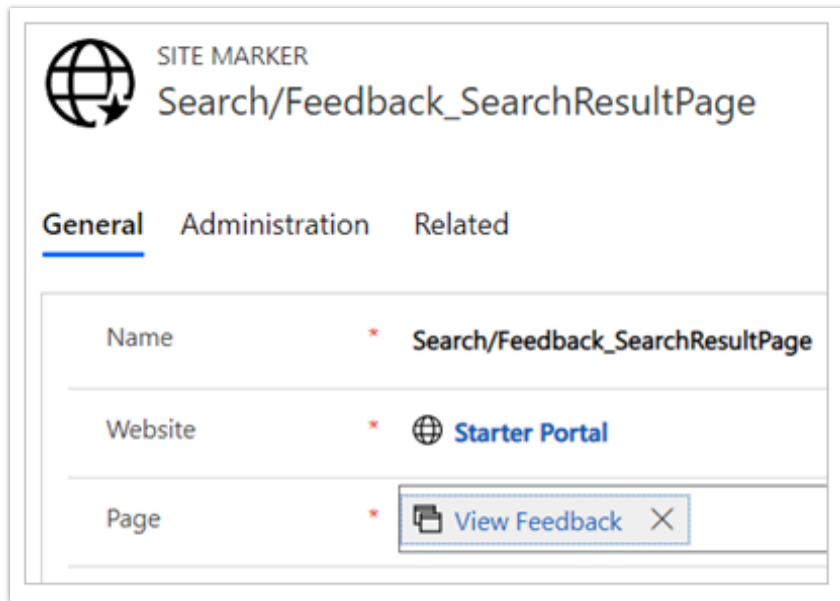 SITE MARKER
Search/Feedback_SearchResultPage
General Administration Related
Name * Search/Feedback_SearchResultPage
Website * Starter Portal
Page * View Feedback